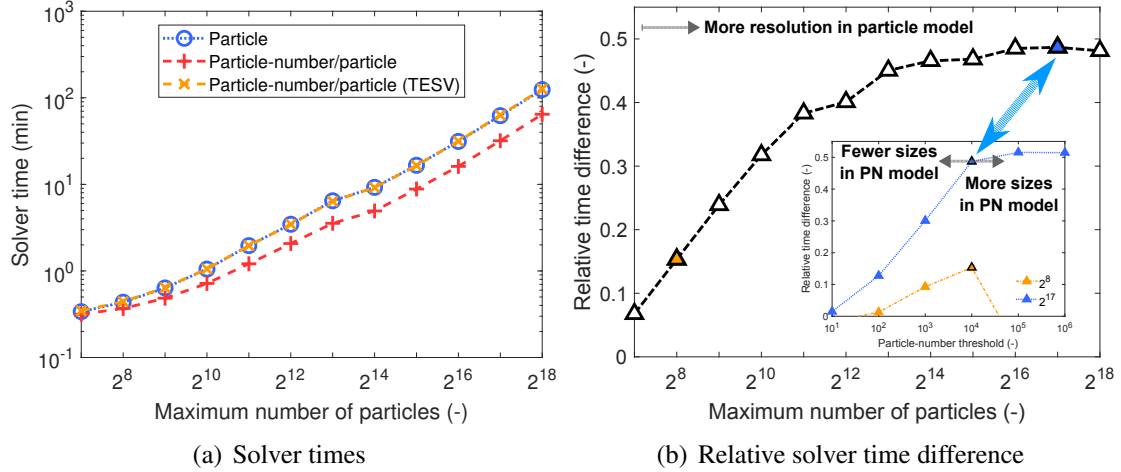 10^3
10^2
10^1
10^0
10^-1
Solver time (min)
Particle
Particle-number/particle
Particle-number/particle (TESV)
2^8
2^10
2^12
2^14
2^16
2^18
Maximum number of particles (-)
(a) Solver times
0.5
0.4
0.3
0.2
0.1
0
Relative time difference (-)
More resolution in particle model
Fewer sizes
in PN model
More sizes
in PN model
0.5
0.4
0.3
0.2
0.1
0
Relative time difference (-)
2^8
2^17
10^1
10^2
10^3
10^4
10^5
10^6
Particle-number threshold (-)
2^8
2^10
2^12
2^14
2^16
2^18
Maximum number of particles (-)
(b) Relative solver time difference